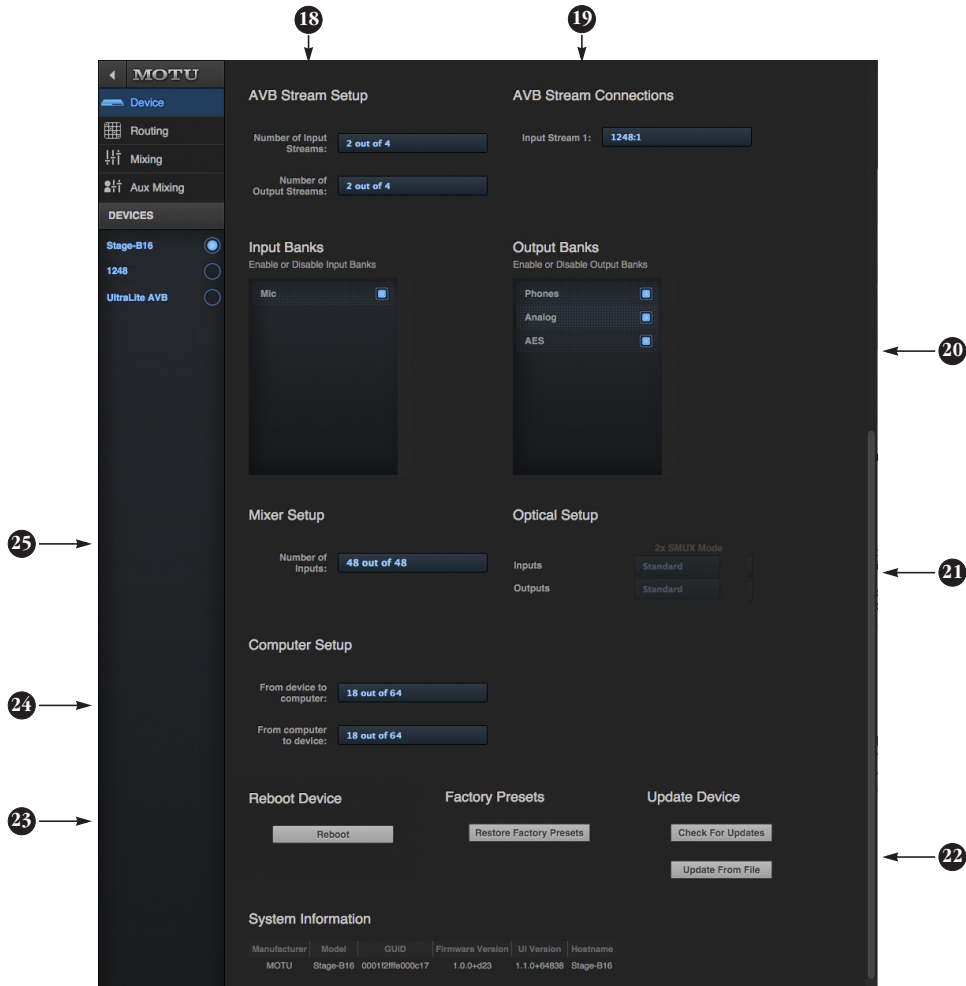 18
19
MOTU
Device
Routing
Mixing
Aux Mixing
DEVICES
Stage-B16
1248
UltraLite AVB
AVB Stream Setup
Number of Input
Streams:
2 out of 4
Number of
Output Streams:
2 out of 4
AVB Stream Connections
Input Stream 1:
1248:1
Input Banks
Enable or Disable Input Banks
Mic
Output Banks
Enable or Disable Output Banks
Phones
Analog
AES
20
Mixer Setup
Number of
Inputs:
48 out of 48
25
Optical Setup
2x SMUX Mode
Inputs
Standard
Outputs
Standard
21
Computer Setup
From device to
computer:
18 out of 64
From computer
to device:
18 out of 64
24
Reboot Device
Reboot
23
Factory Presets
Restore Factory Presets
Update Device
Check For Updates
Update From File
22
System Information
Manufacturer Model GUID Firmware Version UI Version Hostname
MOTU Stage-B16 0001f2fffe000c17 1.0.0+d23 1.1.0+64838 Stage-B16